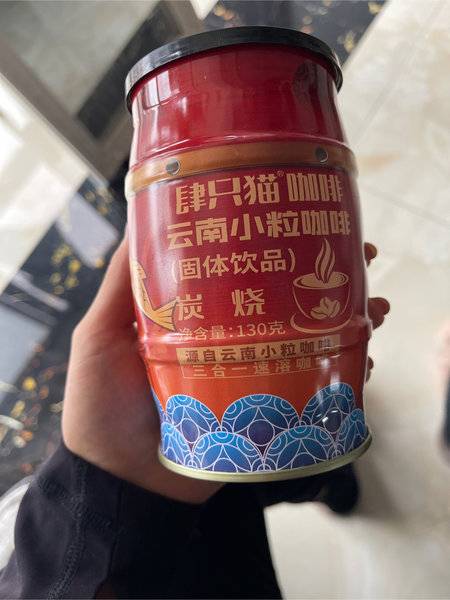 肆只猫®咖啡
云南小粒咖啡
(固体饮品)
炭烧
净含量:130克
源自云南小粒咖啡
三合一速溶咖